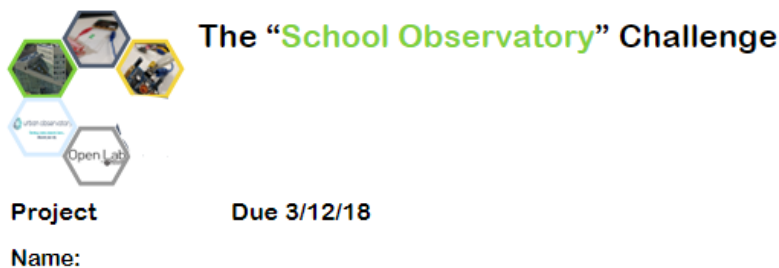 The “School Observatory” Challenge
Open Lab
Project Due 3/12/18
Name: